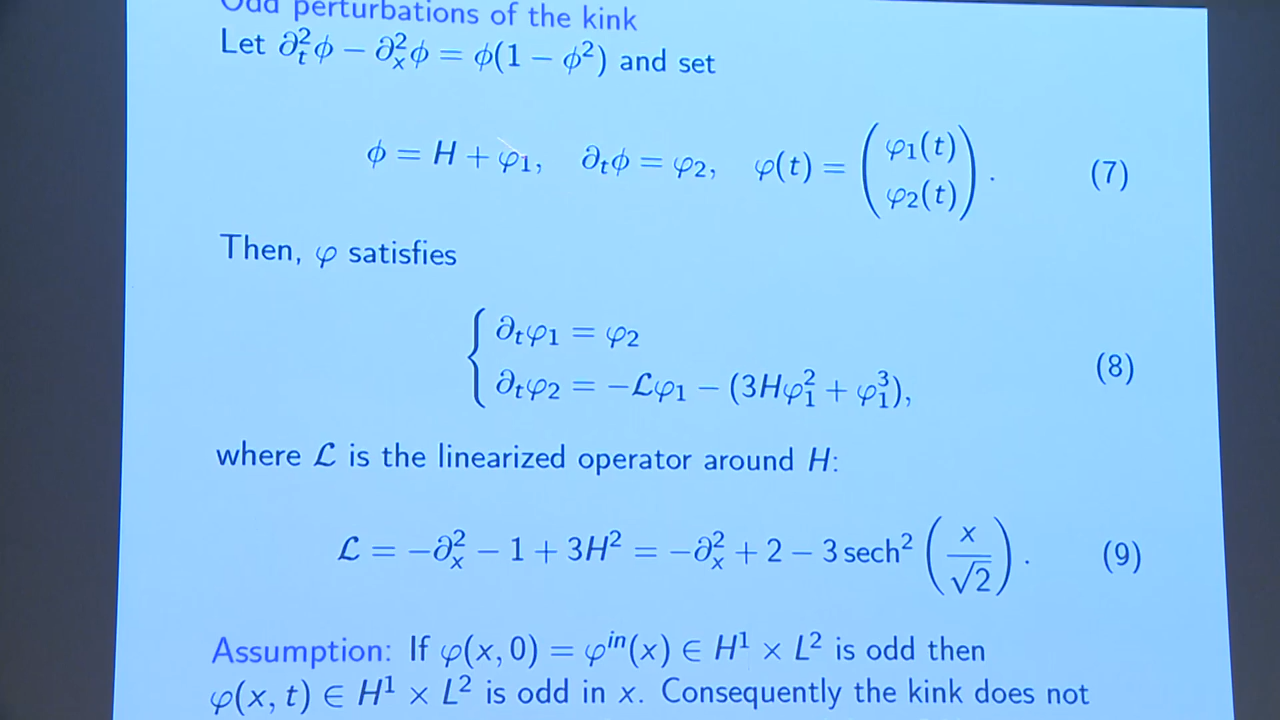 Odd perturbations of the kink
Let ∂_t^2 ϕ − ∂_x^2 ϕ = ϕ(1 − ϕ^2) and set
ϕ = H + φ_1, ∂_t ϕ = φ_2, φ(t) = (φ_1(t) φ_2(t)). (7)
Then, φ satisfies
{ ∂_t φ_1 = φ_2
∂_t φ_2 = −ℒφ_1 − (3Hφ_1^2 + φ_1^3), (8)
where ℒ is the linearized operator around H:
ℒ = −∂_x^2 − 1 + 3H^2 = −∂_x^2 + 2 − 3 sech^2 (x/√2). (9)
Assumption: If φ(x, 0) = φ^{in}(x) ∈ H^1 × L^2 is odd then
φ(x, t) ∈ H^1 × L^2 is odd in x. Consequently the kink does not